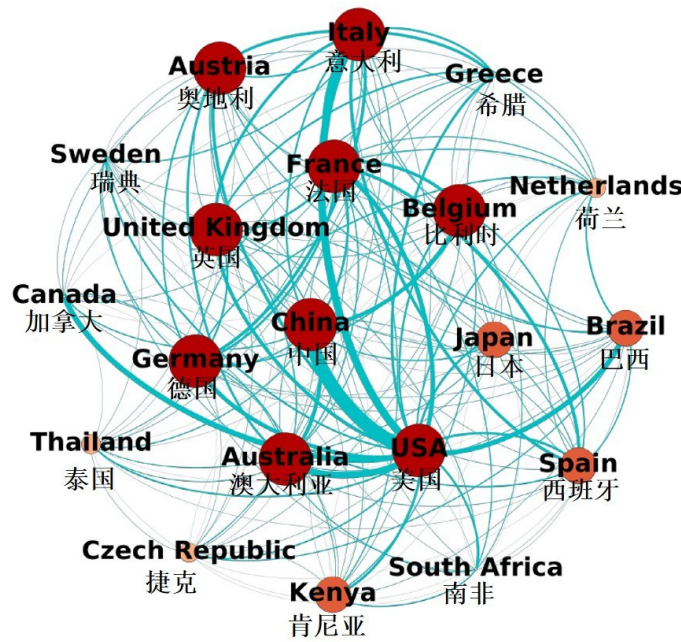 Italy
意大利
Austria
奥地利
Greece
希腊
Sweden
瑞典
France
法国
Netherlands
荷兰
Belgium
比利时
United Kingdom
英国
Canada
加拿大
China
中国
Japan
日本
Brazil
巴西
Germany
德国
Thailand
泰国
Australia
澳大利亚
USA
美国
Spain
西班牙
Czech Republic
捷克
South Africa
南非
Kenya
肯尼亚